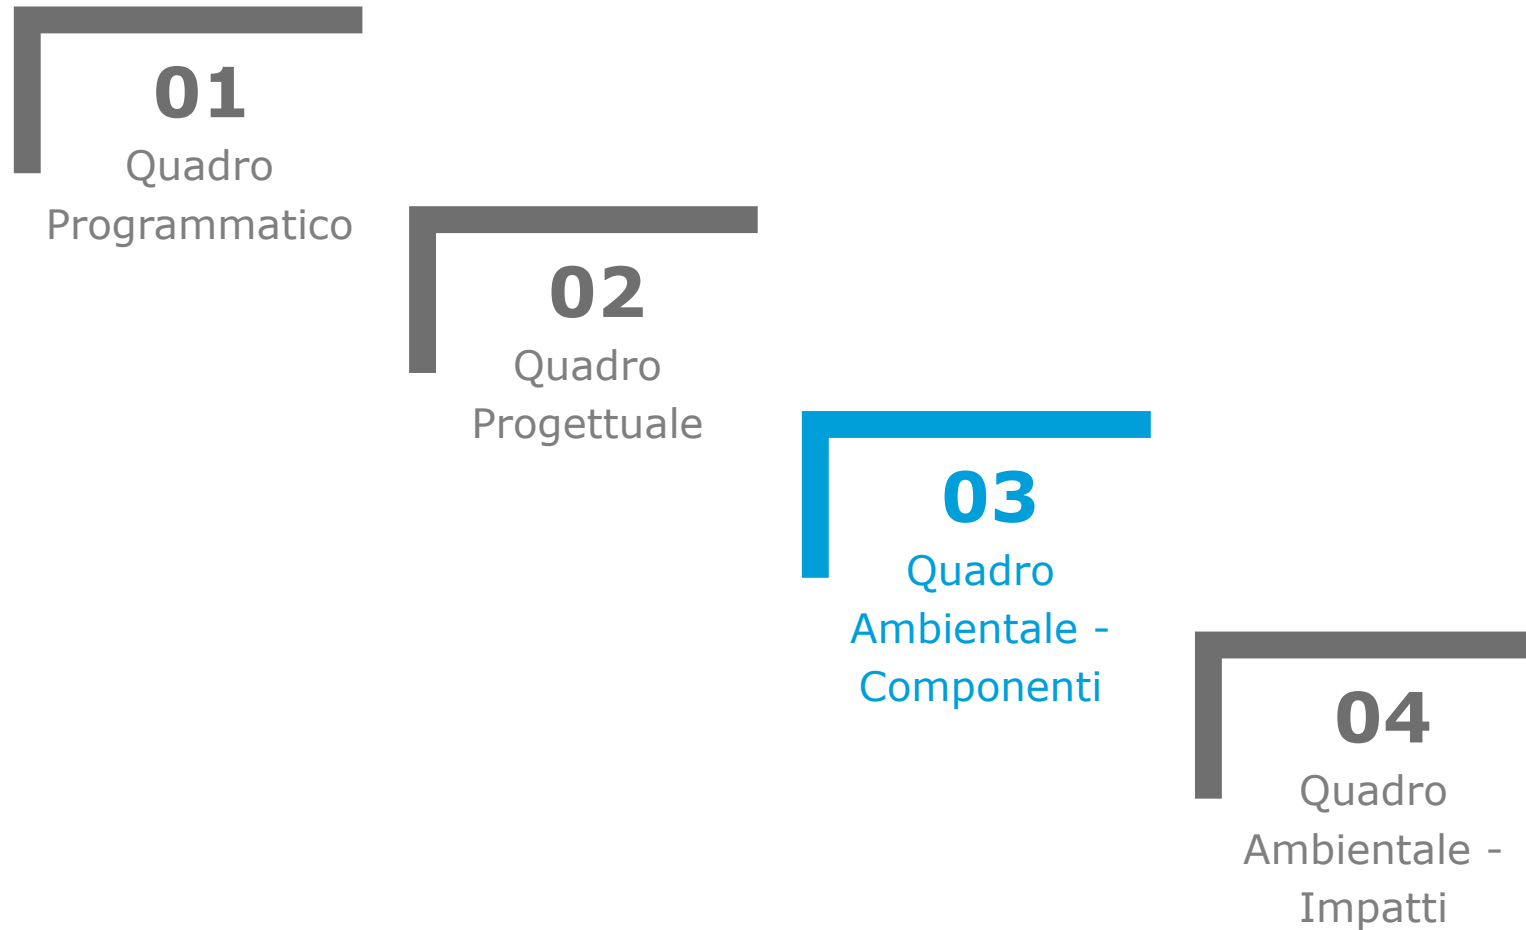 01
Quadro
Programmatico
02
Quadro
Progettuale
03
Quadro
Ambientale -
Componenti
04
Quadro
Ambientale -
Impatti